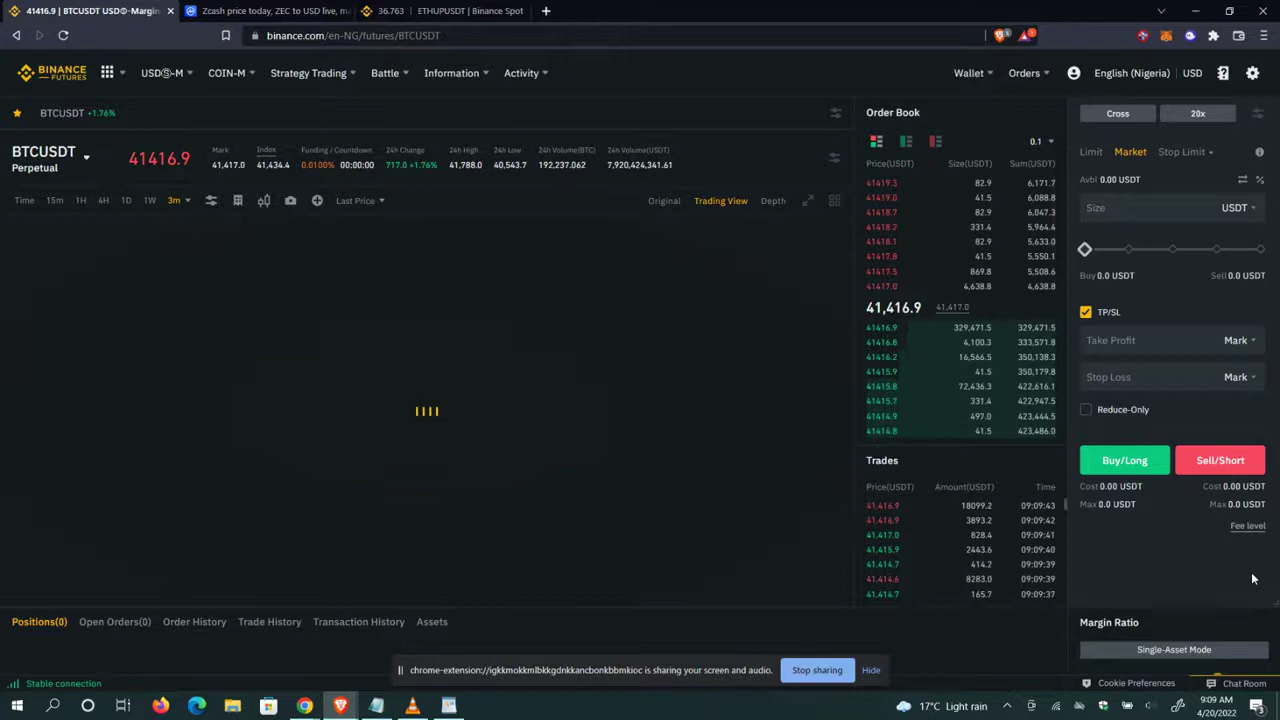 41416.9 | BTCUSDT USDⓈ-Margin
Zcash price today, ZEC to USD live, ma
36.763 | ETHUPUSDT | Binance Spot
binance.com/en-NG/futures/BTCUSDT
BINANCE FUTURES
USDⓈ-M
COIN-M
Strategy Trading
Battle
Information
Activity
Wallet
Orders
English (Nigeria)
USD
BTCUSDT +1.76%
BTCUSDT
Perpetual
41416.9
Mark
41,417.0
Index
41,434.4
Funding / Countdown
0.0100% 00:00:00
24h Change
717.0 +1.76%
24h High
41,788.0
24h Low
40,543.7
24h Volume(BTC)
192,237.062
24h Volume(USDT)
7,920,424,341.61
Time 15m 1H 4H 1D 1W 3m
Last Price
Original
Trading View
Depth
Order Book
0.1
Price(USDT) Size(USDT) Sum(USDT)
41419.3 82.9 6,171.7
41419.0 41.5 6,088.8
41418.7 82.9 6,047.3
41418.2 331.4 5,964.4
41418.1 82.9 5,633.0
41417.8 41.5 5,550.1
41417.5 869.8 5,508.6
41417.0 4,638.8 4,638.8
41,416.9 41,417.0
41416.9 329,471.5 329,471.5
41416.8 4,100.3 333,571.8
41416.2 16,566.5 350,138.3
41415.9 41.5 350,179.8
41415.8 72,436.3 422,616.1
41415.7 331.4 422,947.5
41414.9 497.0 423,444.5
41414.8 41.5 423,486.0
Trades
Price(USDT) Amount(USDT) Time
41,416.9 18099.2 09:09:43
41,416.9 3893.2 09:09:42
41,417.0 828.4 09:09:41
41,415.9 2443.6 09:09:40
41,414.7 414.2 09:09:39
41,414.6 8283.0 09:09:39
41,414.7 165.7 09:09:37
Cross
20x
Limit Market Stop Limit
Avbl 0.00 USDT
Size USDT
Buy 0.0 USDT Sell 0.0 USDT
TP/SL
Take Profit Mark
Stop Loss Mark
Reduce-Only
Buy/Long
Sell/Short
Cost 0.00 USDT Cost 0.00 USDT
Max 0.0 USDT Max 0.0 USDT
Fee level
Margin Ratio
Single-Asset Mode
Positions(0) Open Orders(0) Order History Trade History Transaction History Assets
chrome-extension://igkkmokkmlbkkgdnkkancbonkbbmkioc is sharing your screen and audio.
Stop sharing
Hide
Stable connection
Cookie Preferences
Chat Room
17°C Light rain
9:09 AM
4/20/2022